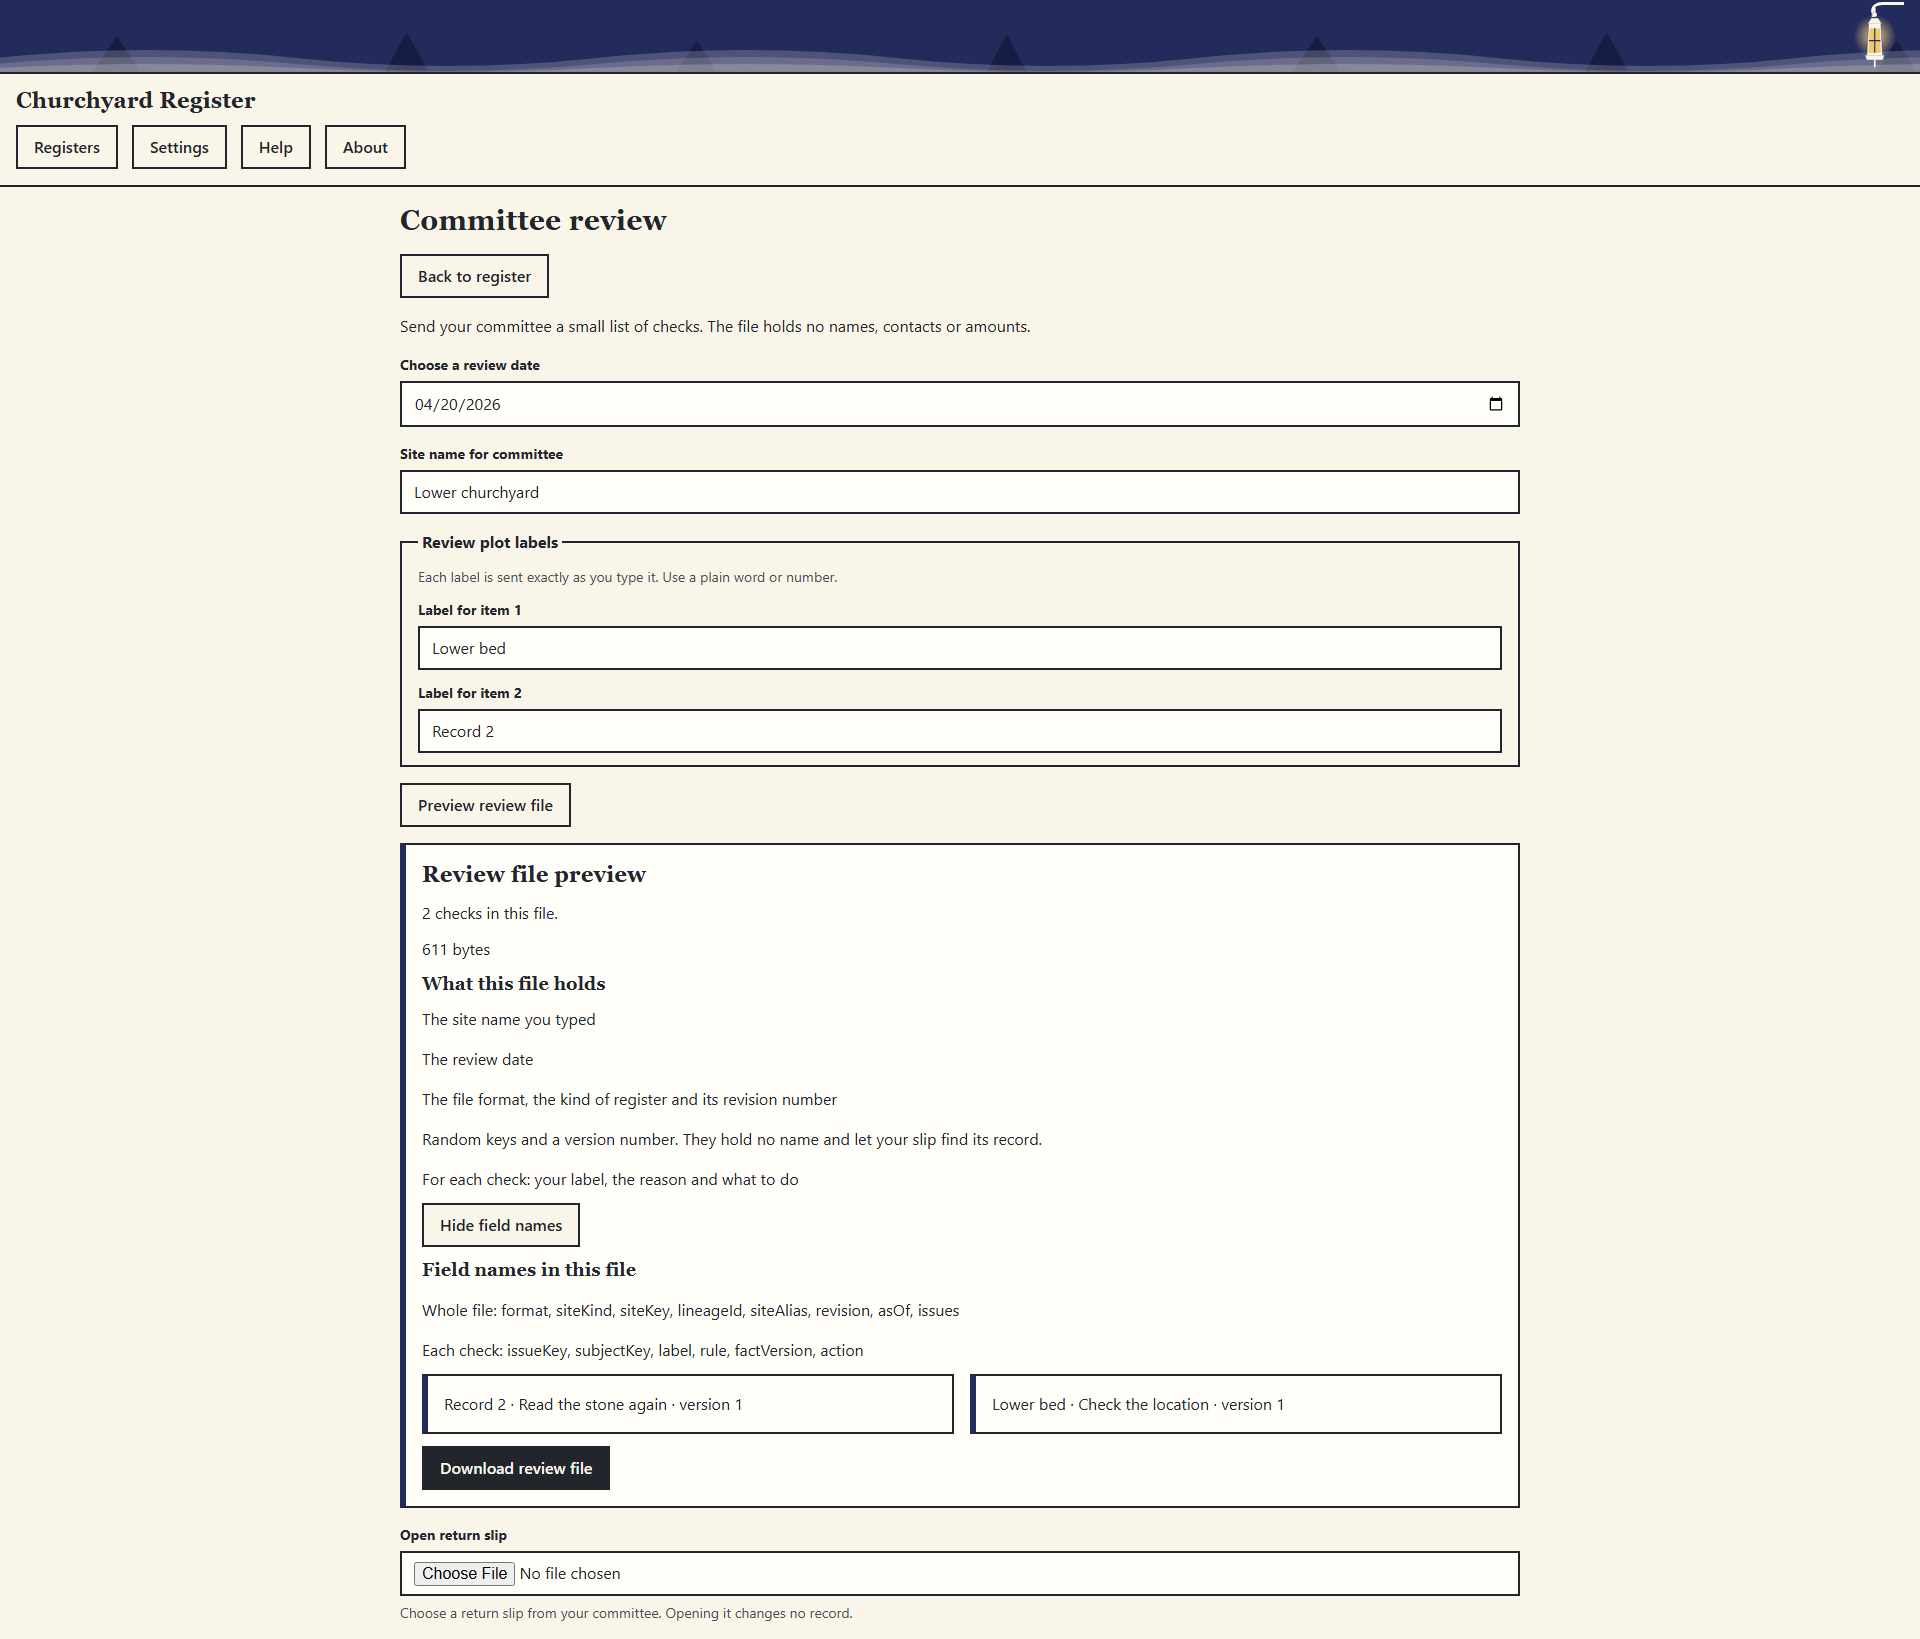 Churchyard Register
Registers
Settings
Help
About
Committee review
Back to register
Send your committee a small list of checks. The file holds no names, contacts or amounts.
Choose a review date
04/20/2026
Site name for committee
Lower churchyard
Review plot labels
Each label is sent exactly as you type it. Use a plain word or number.
Label for item 1
Lower bed
Label for item 2
Record 2
Preview review file
Review file preview
2 checks in this file.
611 bytes
What this file holds
The site name you typed
The review date
The file format, the kind of register and its revision number
Random keys and a version number. They hold no name and let your slip find its record.
For each check: your label, the reason and what to do
Hide field names
Field names in this file
Whole file: format, siteKind, siteKey, lineageId, siteAlias, revision, asOf, issues
Each check: issueKey, subjectKey, label, rule, factVersion, action
Record 2 · Read the stone again · version 1
Lower bed · Check the location · version 1
Download review file
Open return slip
Choose File No file chosen
Choose a return slip from your committee. Opening it changes no record.